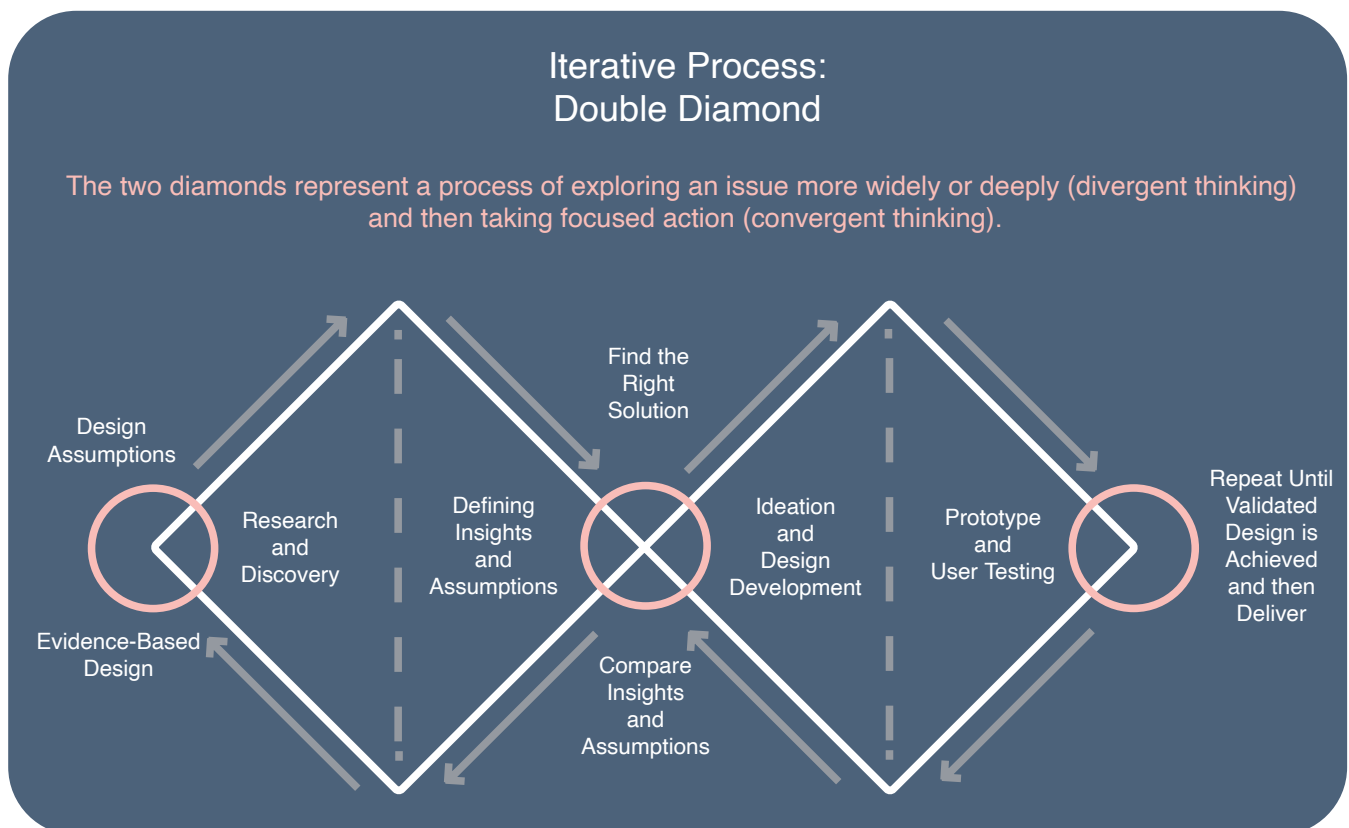 Iterative Process:
Double Diamond
The two diamonds represent a process of exploring an issue more widely or deeply (divergent thinking)
and then taking focused action (convergent thinking).
Design
Assumptions
Research
and
Discovery
Evidence-Based
Design
Defining
Insights
and
Assumptions
Find the
Right
Solution
Compare
Insights
and
Assumptions
Ideation
and
Design
Development
Prototype
and
User Testing
Repeat Until
Validated
Design is
Achieved
and then
Deliver